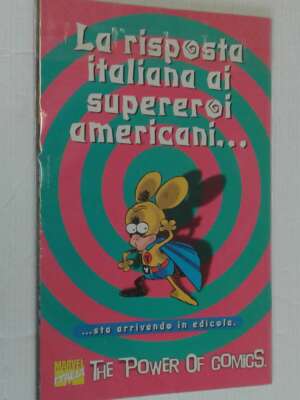 La risposta
italiana ai
supereroi
americani...
...sta arrivando in edicola.
MARVEL
ITALIA
THE POWER OF COMICS.